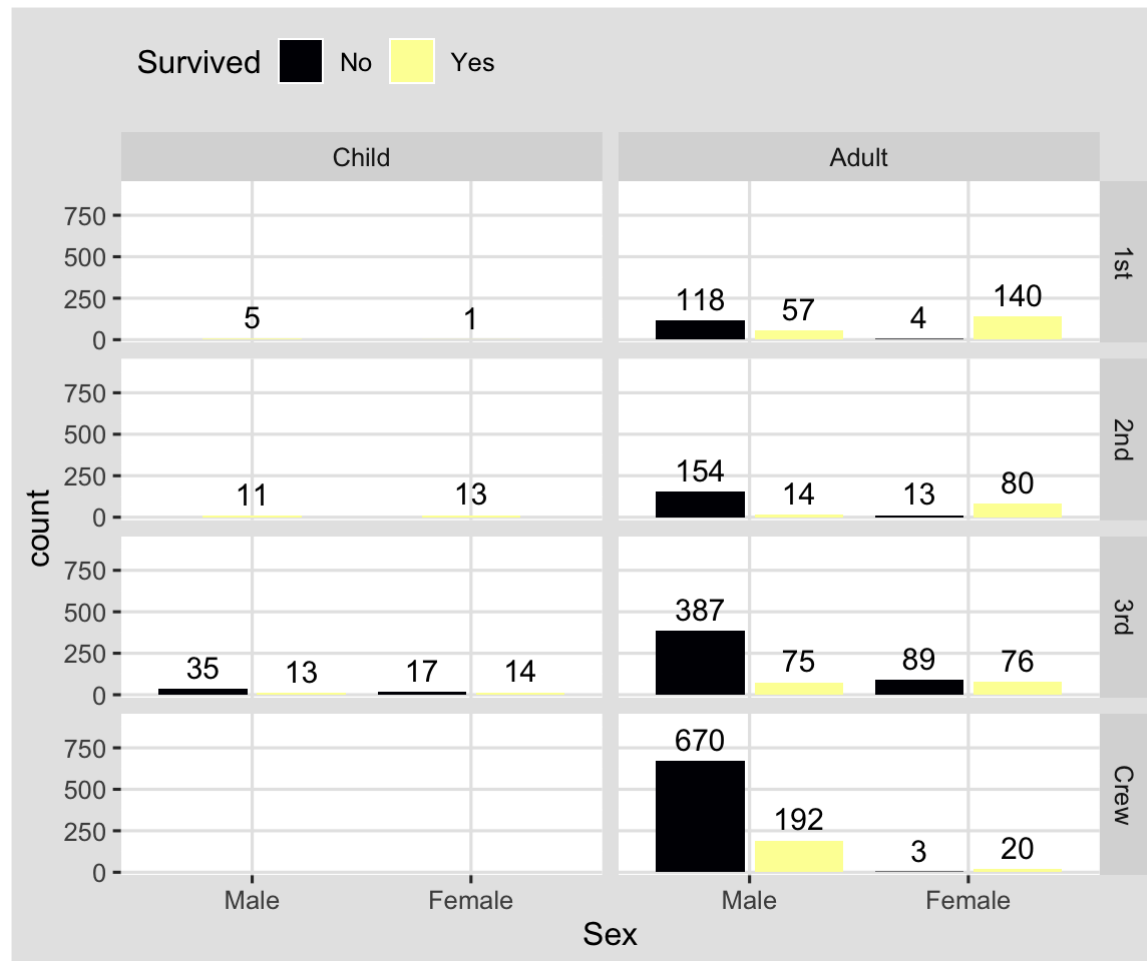 Survived No Yes
Child Adult
750
500
250
0
5 1
118 57 4 140
1st
750
500
250
0
11 13
154 14 13 80
2nd
750
500
250
0
35 13 17 14
387 75 89 76
3rd
750
500
250
0
670 192 3 20
Crew
count
Male Female Male Female
Sex